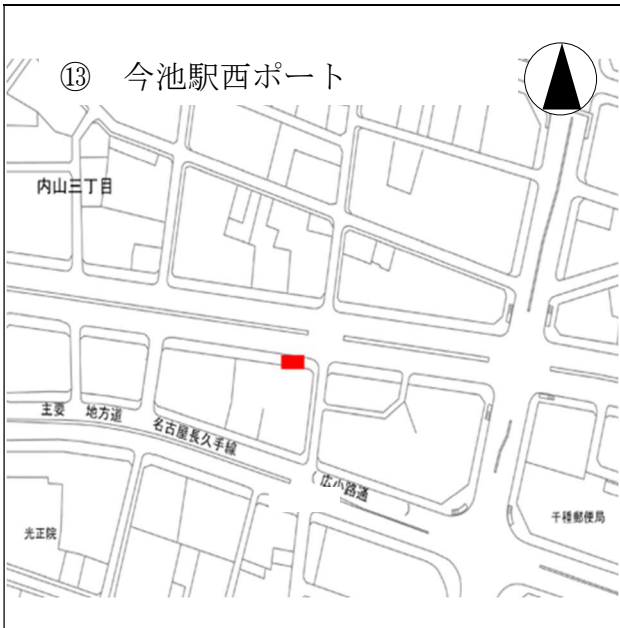 ⑬ 今池駅西ポート
内山三丁目
主要 地方道 名古屋長久手線
広小路通
光正院
千種郵便局